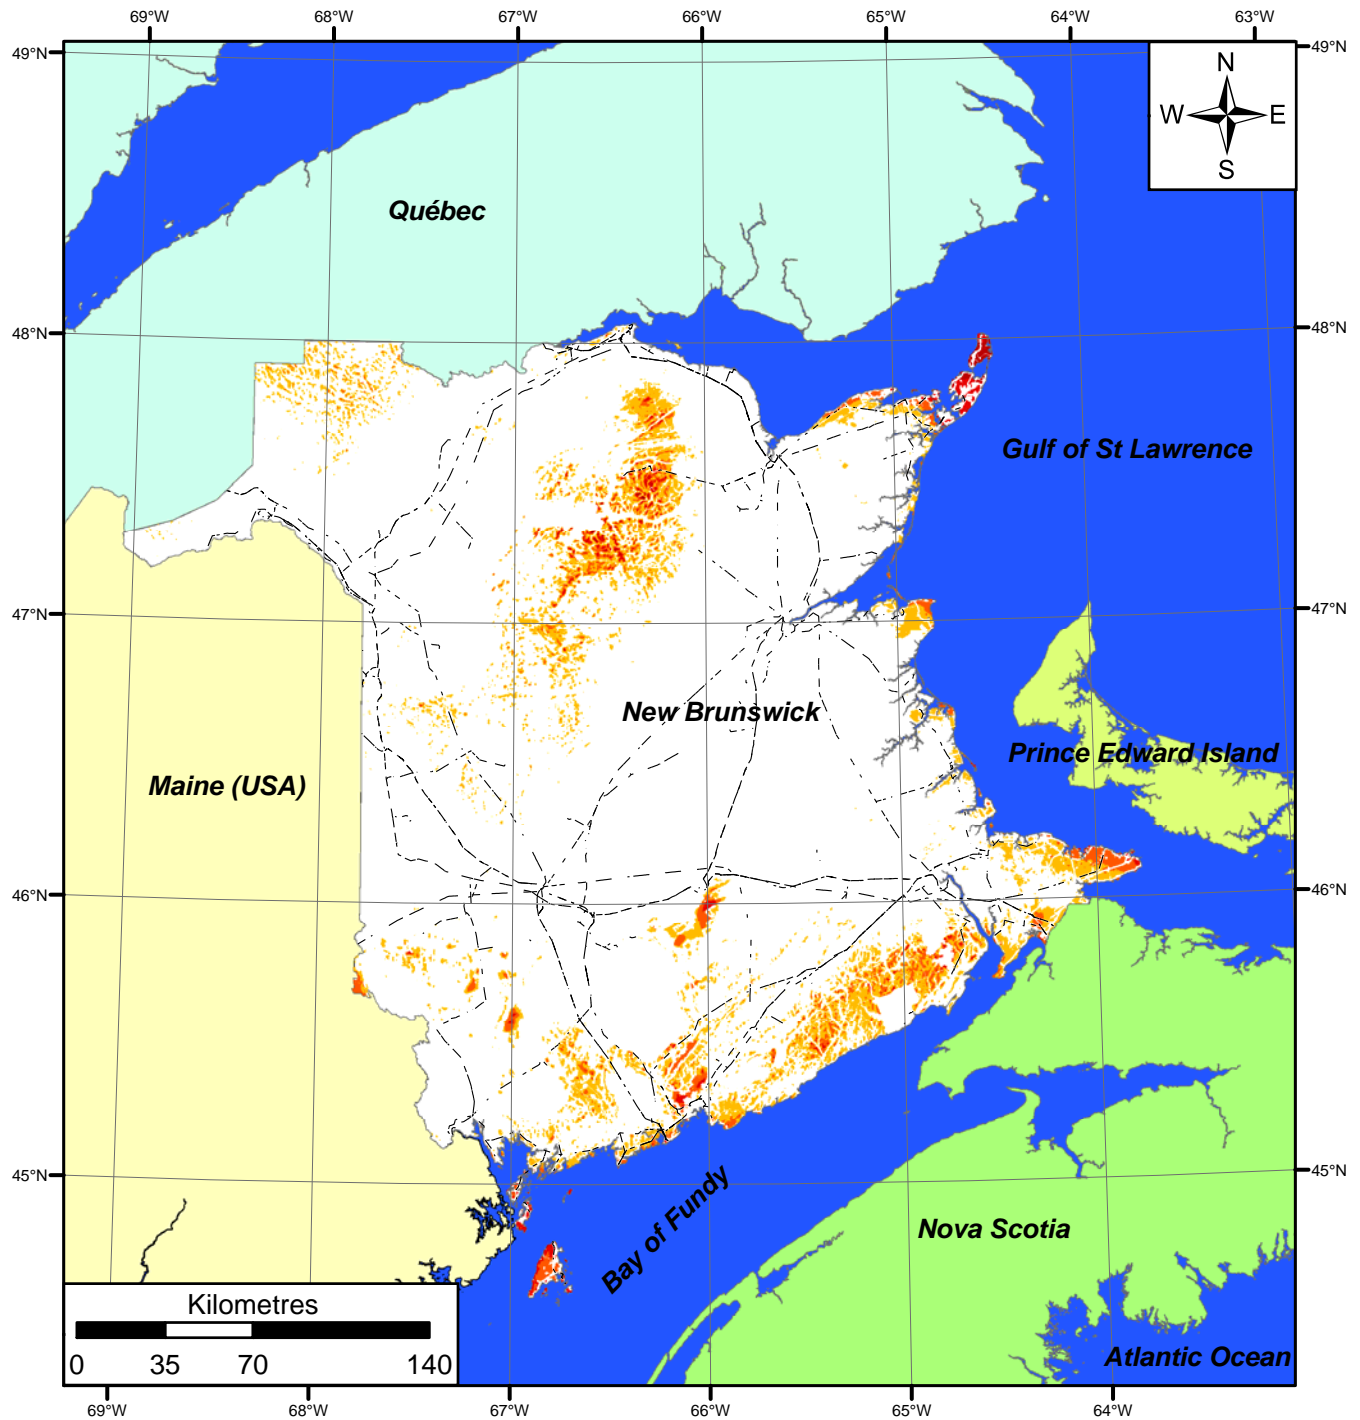 69°W 68°W 67°W 66°W 65°W 64°W 63°W
49°N 49°N
N
W E
S
Québec
48°N 48°N
Gulf of St Lawrence
47°N 47°N
New Brunswick
Prince Edward Island
Maine (USA)
46°N 46°N
45°N 45°N
Bay of Fundy
Nova Scotia
Kilometres
0 35 70 140
Atlantic Ocean
69°W 68°W 67°W 66°W 65°W 64°W